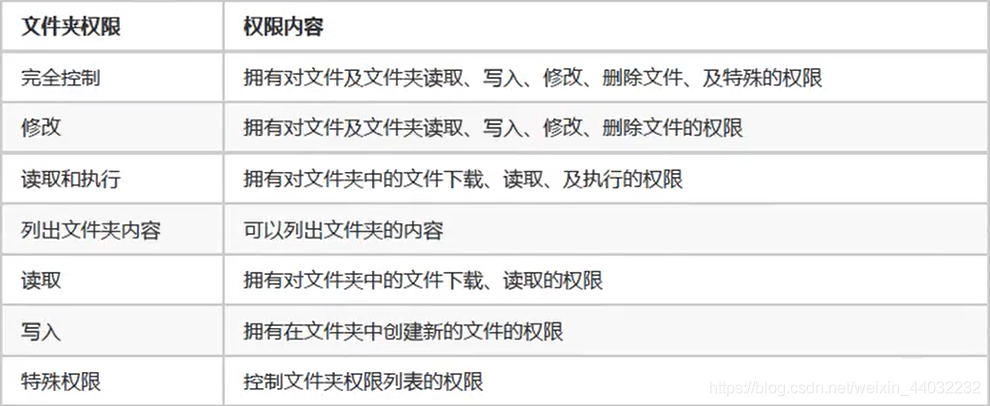 文件夹权限 权限内容
完全控制 拥有对文件及文件夹读取、写入、修改、删除文件、及特殊的权限
修改 拥有对文件及文件夹读取、写入、修改、删除文件的权限
读取和执行 拥有对文件夹中的文件下载、读取、及执行的权限
列出文件夹内容 可以列出文件夹的内容
读取 拥有对文件夹中的文件下载、读取的权限
写入 拥有在文件夹中创建新的文件的权限
特殊权限 控制文件夹权限列表的权限
https://blog.csdn.net/weixin_44032232